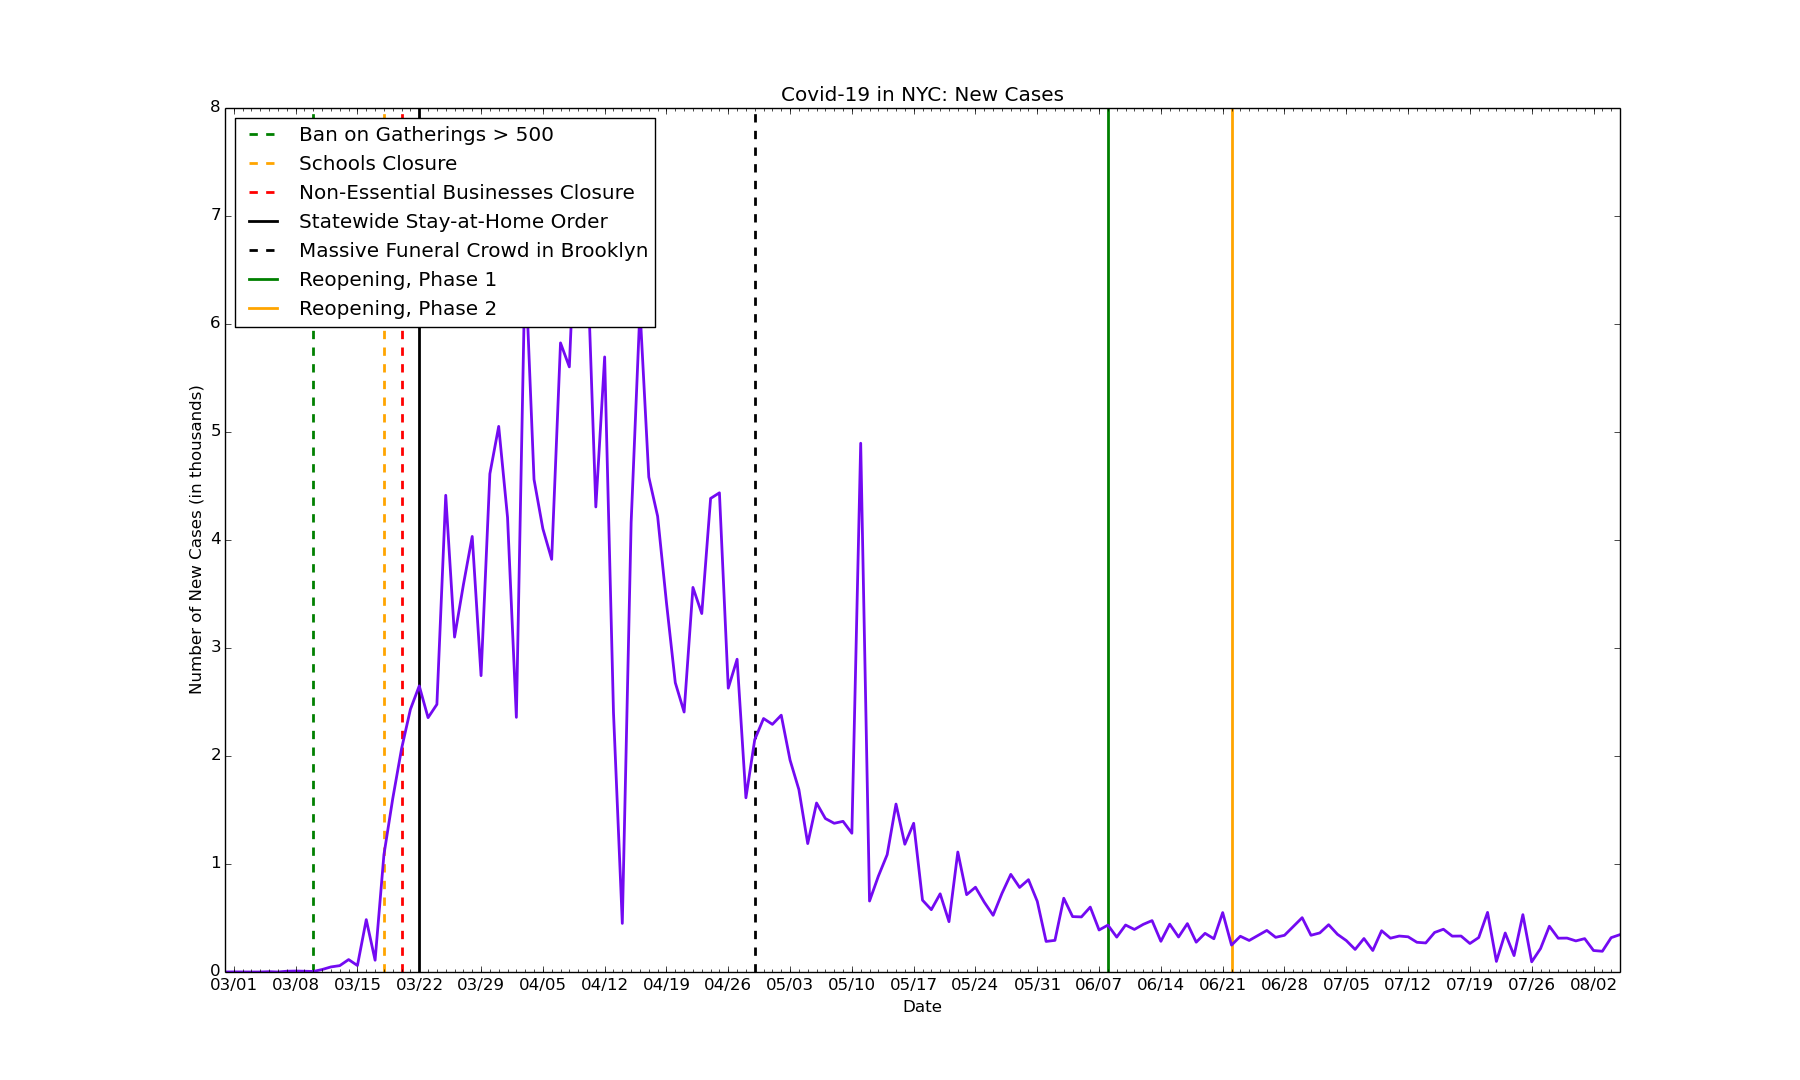 Covid-19 in NYC: New Cases
8
7
6
5
4
3
2
1
0
Number of New Cases (in thousands)
Ban on Gatherings > 500
Schools Closure
Non-Essential Businesses Closure
Statewide Stay-at-Home Order
Massive Funeral Crowd in Brooklyn
Reopening, Phase 1
Reopening, Phase 2
03/01 03/08 03/15 03/22 03/29 04/05 04/12 04/19 04/26 05/03 05/10 05/17 05/24 05/31 06/07 06/14 06/21 06/28 07/05 07/12 07/19 07/26 08/02
Date